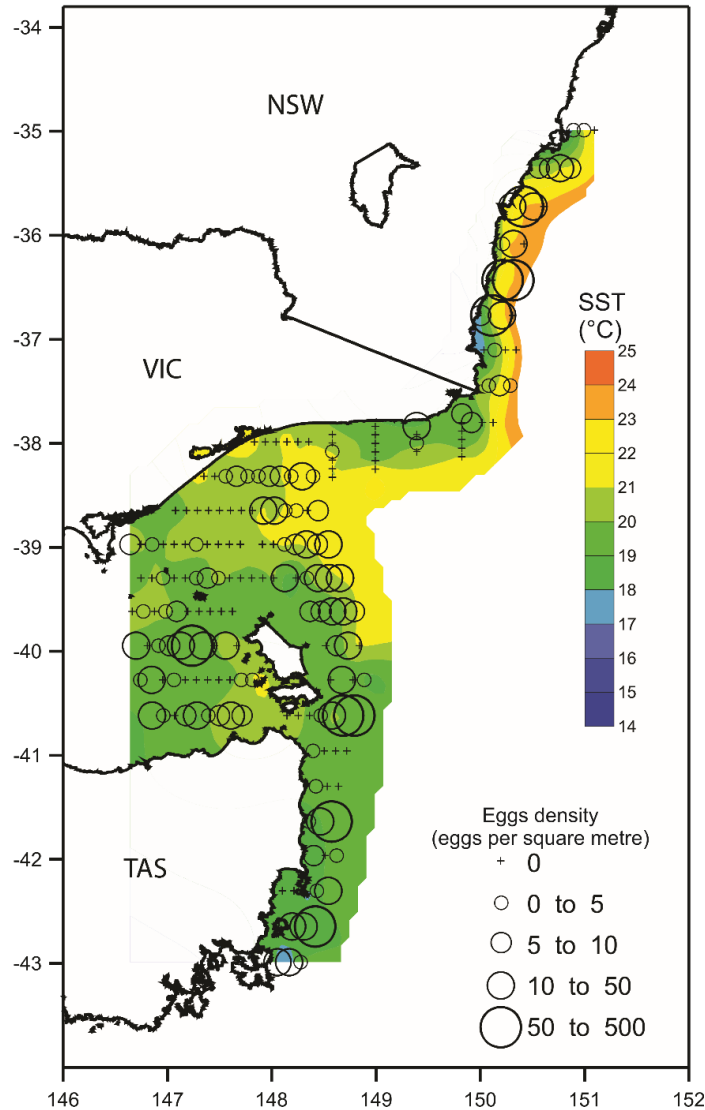 -34
-35
-36
-37
-38
-39
-40
-41
-42
-43
NSW
VIC
TAS
SST
(°C)
25
24
23
22
21
20
19
18
17
16
15
14
Eggs density
(eggs per square metre)
0
0 to 5
5 to 10
10 to 50
50 to 500
146 147 148 149 150 151 152